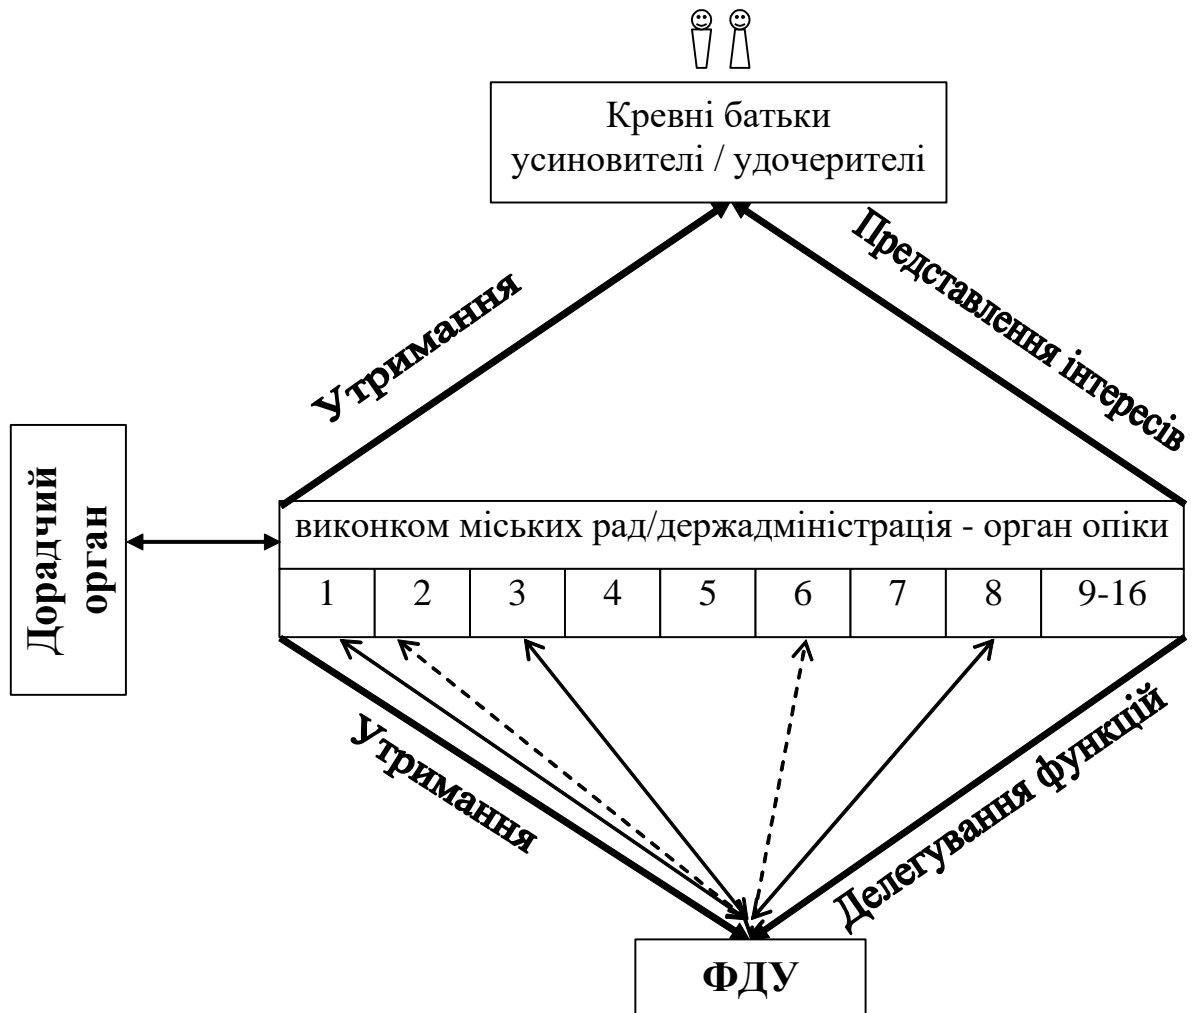 Кревні батьки
усиновителі / удочерителі
Утримання
Представлення інтересів
Дорадчий
орган
виконком міських рад/держадміністрація - орган опіки
1 2 3 4 5 6 7 8 9-16
Утримання
Делегування функцій
ФДУ